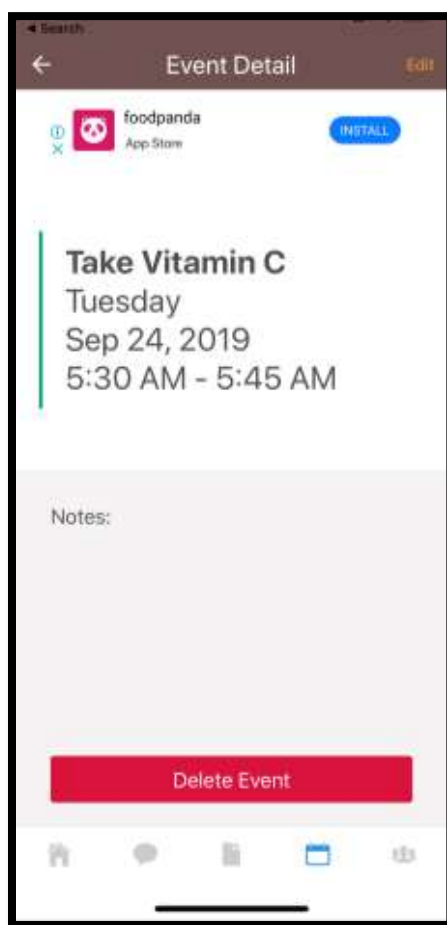 Search
Event Detail
Edit
foodpanda
App Store
INSTALL
Take Vitamin C
Tuesday
Sep 24, 2019
5:30 AM - 5:45 AM
Notes:
Delete Event